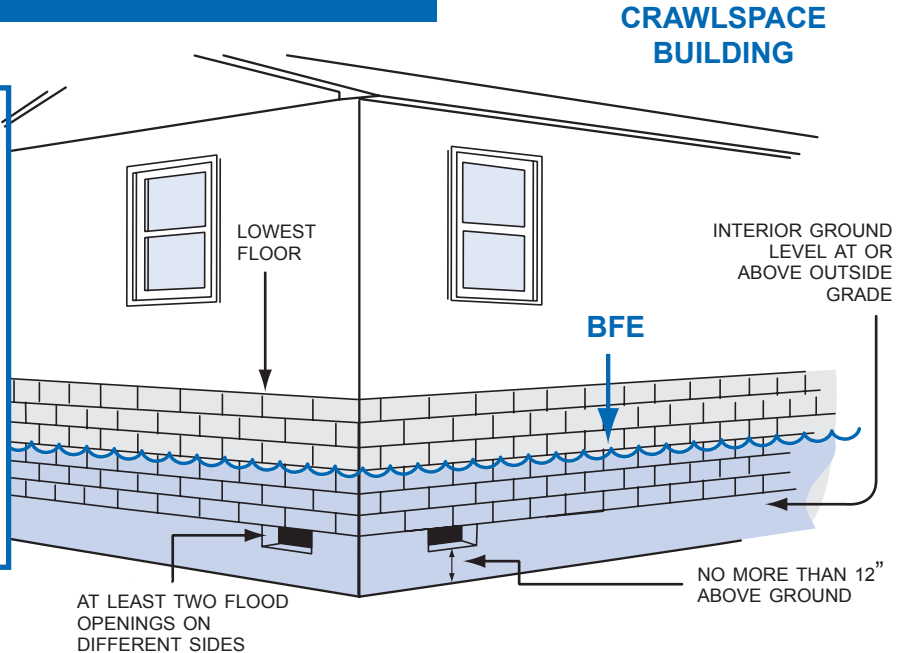 CRAWLSPACE
BUILDING
LOWEST
FLOOR
INTERIOR GROUND
LEVEL AT OR
ABOVE OUTSIDE
GRADE
BFE
NO MORE THAN 12”
ABOVE GROUND
AT LEAST TWO FLOOD
OPENINGS ON
DIFFERENT SIDES